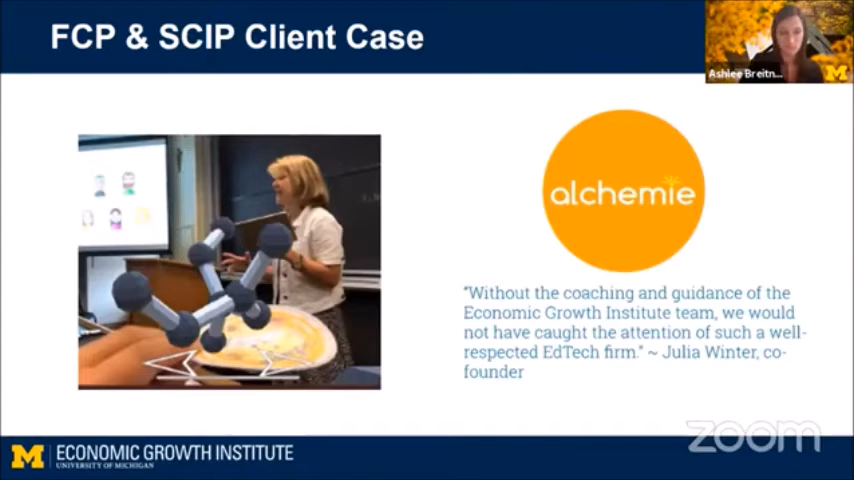 FCP & SCIP Client Case
Ashlee Breitn...
M
alchemie
"Without the coaching and guidance of the
Economic Growth Institute team, we would
not have caught the attention of such a well-
respected EdTech firm." ~ Julia Winter, co-
founder
zoom
M
ECONOMIC GROWTH INSTITUTE
UNIVERSITY OF MICHIGAN